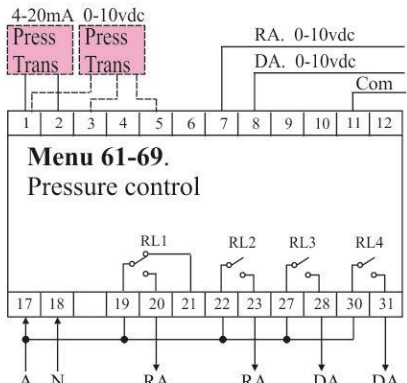 4-20mA 0-10vdc
Press Trans
Press Trans
RA. 0-10vdc
DA. 0-10vdc
Com
1 2 3 4 5 6 7 8 9 10 11 12
Menu 61-69.
Pressure control
RL1 RL2 RL3 RL4
17 18 19 20 21 22 23 27 28 30 31
A N RA RA DA DA